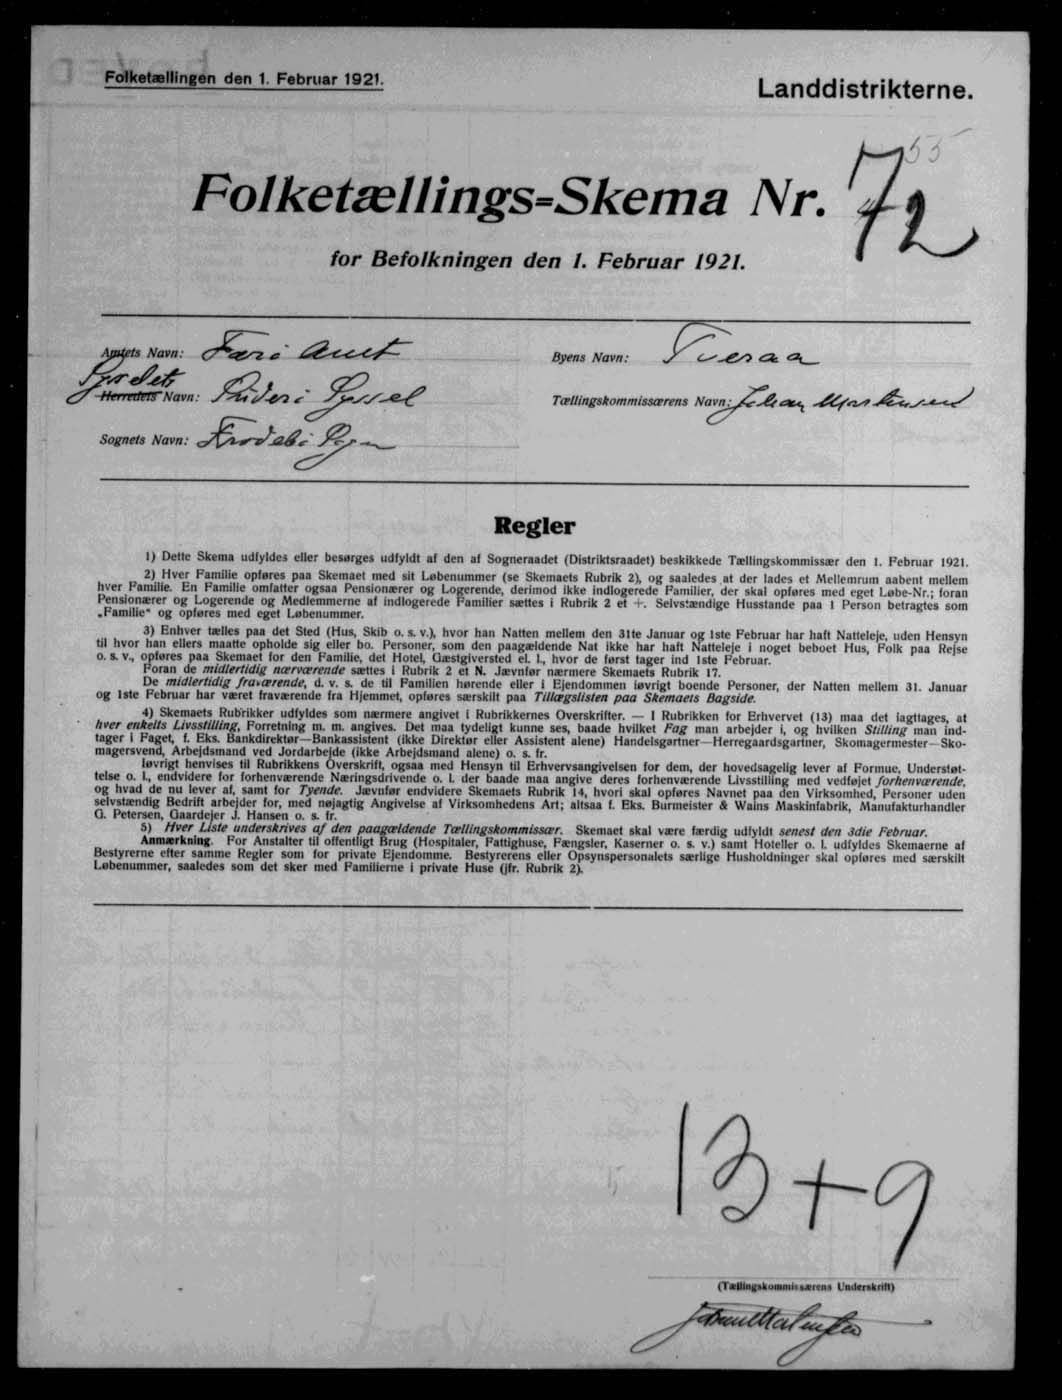 Folketællingen den 1. Februar 1921.
Landdistrikterne.
55
Folketællings=Skema Nr. 72
for Befolkningen den 1. Februar 1921.
Amtets Navn: Færø Amt
Byens Navn: Tveraa
Sysselets
Herredets Navn: Suderø Syssel
Tællingskommissærens Navn: Johan Mortensen
Sognets Navn: Frodebø Sogn
Regler
1) Dette Skema udfyldes eller besørges udfyldt af den af Sogneraadet (Distriktsraadet) beskikkede Tællingskommissær den 1. Februar 1921.
2) Hver Familie opføres paa Skemaet med sit Løbenummer (se Skemaets Rubrik 2), og saaledes at der lades et Mellemrum aabent mellem
hver Familie. En Familie omfatter ogsaa Pensionærer og Logerende, derimod ikke indlogerede Familier, der skal opføres med eget Løbe-Nr.; foran
Pensionærer og Logerende og Medlemmerne af indlogerede Familier sættes i Rubrik 2 et +. Selvstændige Husstande paa 1 Person betragtes som
„Familie" og opføres med eget Løbenummer.
3) Enhver tælles paa det Sted (Hus, Skib o. s. v.), hvor han Natten mellem den 31te Januar og 1ste Februar har haft Natteleje, uden Hensyn
til hvor han ellers maatte opholde sig eller bo. Personer, som den paagældende Nat ikke har haft Natteleje i noget beboet Hus, Folk paa Rejse
o. s. v., opføres paa Skemaet for den Familie, det Hotel, Gæstgiversted el. l., hvor de først tager ind 1ste Februar.
Foran de midlertidig nærværende sættes i Rubrik 2 et N. Jævnfør nærmere Skemaets Rubrik 17.
De midlertidig fraværende, d. v. s. de til Familien hørende eller i Ejendommen iøvrigt boende Personer, der Natten mellem 31. Januar
og 1ste Februar har været fraværende fra Hjemmet, opføres særskilt paa Tillægslisten paa Skemaets Bagside.
4) Skemaets Rubrikker udfyldes som nærmere angivet i Rubrikkernes Overskrifter. — I Rubrikken for Erhvervet (13) maa det iagttages, at
hver enkelts Livsstilling, Forretning m. m. angives. Det maa tydeligt kunne ses, baade hvilket Fag man arbejder i, og hvilken Stilling man ind-
tager i Faget, f. Eks. Bankdirektør—Bankassistent (ikke Direktør eller Assistent alene) Handelsgartner—Herregaardsgartner, Skomagermester—Sko-
magersvend, Arbejdsmand ved Jordarbejde (ikke Arbejdsmand alene) o. s. fr.
Iøvrigt henvises til Rubrikkens Overskrift, ogsaa med Hensyn til Erhvervsangivelsen for dem, der hovedsagelig lever af Formue, Understøt-
telse o. l., endvidere for forhenværende Næringsdrivende o. l. der baade maa angive deres forhenværende Livsstilling med vedføjet forhenværende,
og hvad de nu lever af, samt for Tyende. Jævnfør endvidere Skemaets Rubrik 14, hvori skal opføres Navnet paa den Virksomhed, Personer uden
selvstændig Bedrift arbejder for, med nøjagtig Angivelse af Virksomhedens Art; altsaa f. Eks. Burmeister & Wains Maskinfabrik, Manufakturhandler
G. Petersen, Gaardejer J. Hansen o. s. fr.
5) Hver Liste underskrives af den paagældende Tællingskommissær. Skemaet skal være færdig udfyldt senest den 3die Februar.
Anmærkning. For Anstalter til offentligt Brug (Hospitaler, Fattighuse, Fængsler, Kaserner o. s. v.) samt Hoteller o. l. udfyldes Skemaerne af
Bestyrerne efter samme Regler som for private Ejendomme. Bestyrerens eller Opsynspersonalets særlige Husholdninger skal opføres med særskilt
Løbenummer, saaledes som det sker med Familierne i private Huse (jfr. Rubrik 2).
13+9
(Tællingskommissærens Underskrift)